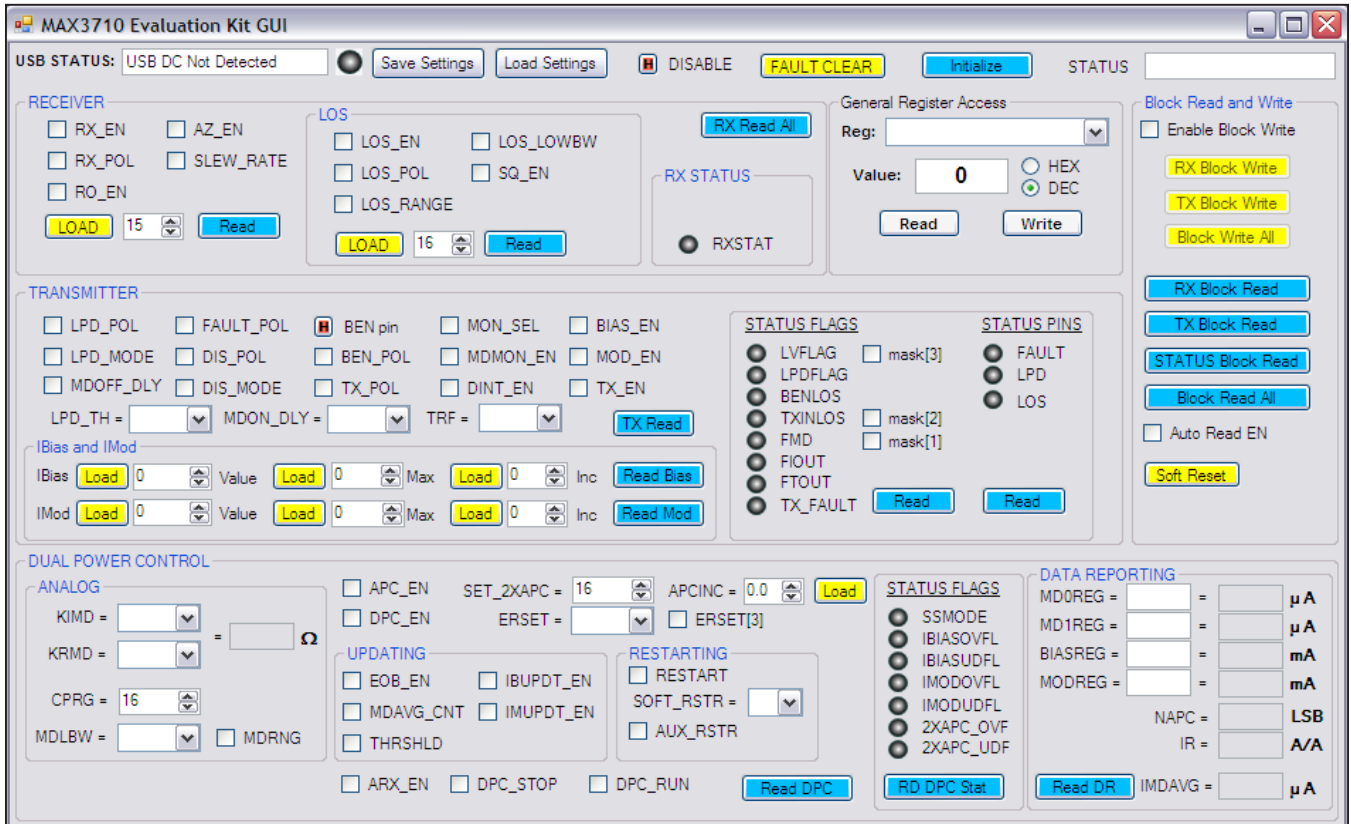 MAX3710 Evaluation Kit GUI
USB STATUS: USB DC Not Detected Save Settings Load Settings H DISABLE FAULT CLEAR Initialize STATUS
RECEIVER
RX_EN AZ_EN
RX_POL SLEW_RATE
RO_EN
LOAD 15 Read
LOS
LOS_EN LOS_LOWBW
LOS_POL SQ_EN
LOS_RANGE
LOAD 16 Read
RX Read All
RX STATUS
RXSTAT
General Register Access
Reg:
Value: 0 HEX
DEC
Read Write
Block Read and Write
Enable Block Write
RX Block Write
TX Block Write
Block Write All
RX Block Read
TX Block Read
STATUS Block Read
Block Read All
Auto Read EN
Soft Reset
TRANSMITTER
LPD_POL FAULT_POL H BEN pin MON_SEL BIAS_EN
LPD_MODE DIS_POL BEN_POL MDMON_EN MOD_EN
MDOFF_DLY DIS_MODE TX_POL DINT_EN TX_EN
LPD_TH = MDON_DLY = TRF = TX Read
IBias and IMod
IBias Load 0 Value Load 0 Max Load 0 Inc Read Bias
IMod Load 0 Value Load 0 Max Load 0 Inc Read Mod
STATUS FLAGS STATUS PINS
LVFLAG mask[3] FAULT
LPDFLAG LPD
BENLOS LOS
TXINLOS mask[2]
FMD mask[1]
FIOUT
FTOUT
TX_FAULT Read Read
DUAL POWER CONTROL
ANALOG
KIMD =
= Ω
KRMD =
CPRG = 16
MDLBW = MDRNG
APC_EN SET_2XAPC = 16 APCINC = 0.0 Load
DPC_EN ERSET = ERSET[3]
UPDATING
EOB_EN IBUPDT_EN
MDAVG_CNT IMUPDT_EN
THRSHLD
RESTARTING
RESTART
SOFT_RSTR =
AUX_RSTR
ARX_EN DPC_STOP DPC_RUN Read DPC
STATUS FLAGS
SSMODE
IBIASOVFL
IBIASUDFL
IMODOVFL
IMODUDFL
2XAPC_OVF
2XAPC_UDF
RD DPC Stat
DATA REPORTING
MD0REG = = µA
MD1REG = = µA
BIASREG = = mA
MODREG = = mA
NAPC = LSB
IR = A/A
Read DR IMDAVG = µA